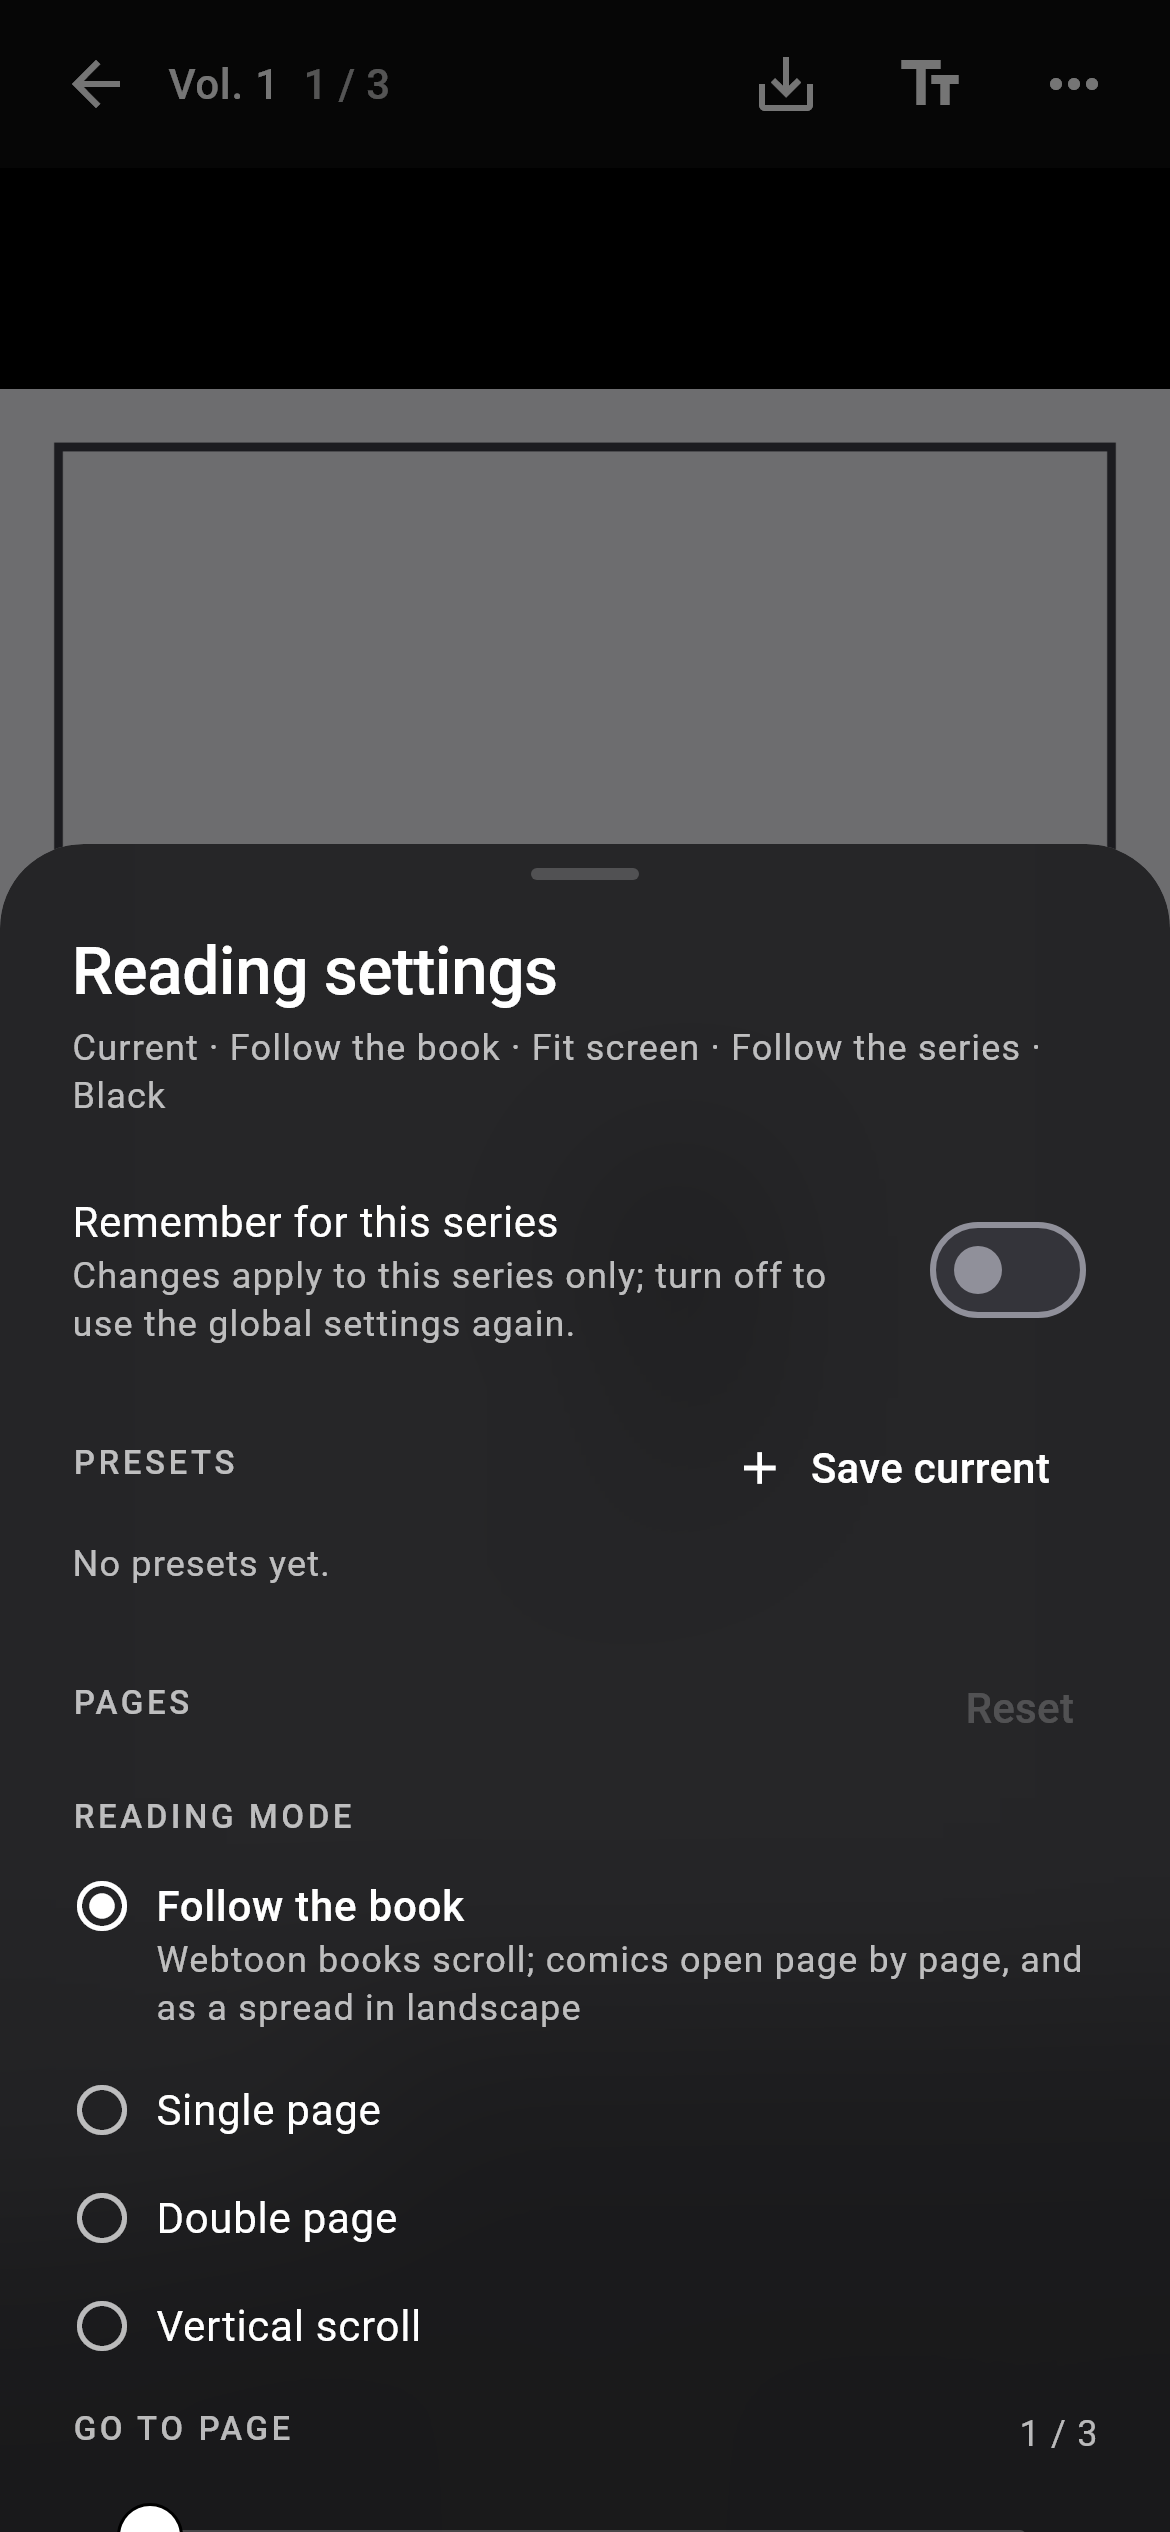 Vol. 1 1 / 3
Reading settings
Current · Follow the book · Fit screen · Follow the series ·
Black
Remember for this series
Changes apply to this series only; turn off to
use the global settings again.
PRESETS
Save current
No presets yet.
PAGES
Reset
READING MODE
Follow the book
Webtoon books scroll; comics open page by page, and
as a spread in landscape
Single page
Double page
Vertical scroll
GO TO PAGE
1 / 3